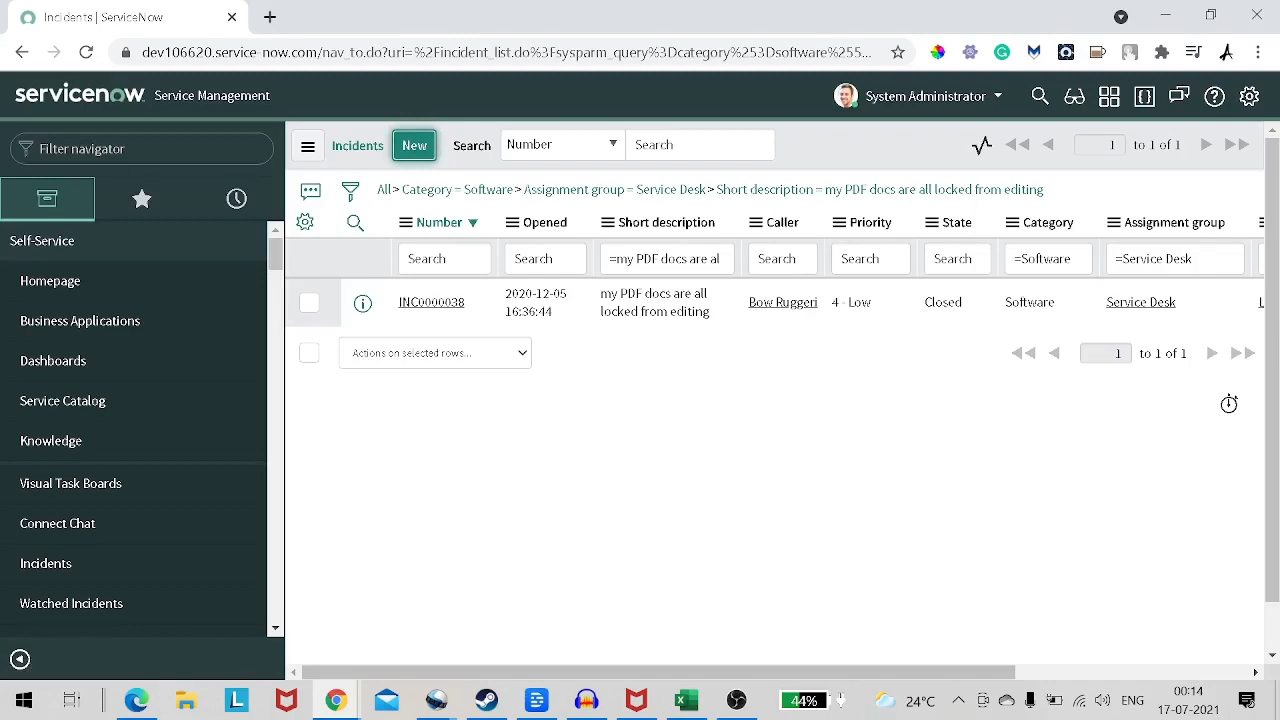 Incidents | ServiceNow
dev106620.service-now.com/nav_to.do?uri=%2Fincident_list.do%3Fsysparm_query%3Dcategory%253Dsoftware%255...
servicenow Service Management
System Administrator
Filter navigator
Self-Service
Homepage
Business Applications
Dashboards
Service Catalog
Knowledge
Visual Task Boards
Connect Chat
Incidents
Watched Incidents
Incidents New Search Number Search 1 to 1 of 1
All > Category = Software > Assignment group = Service Desk > Short description = my PDF docs are all locked from editing
Number Opened Short description Caller Priority State Category Assignment group
Search Search =my PDF docs are al Search Search Search =Software =Service Desk
INC0000038 2020-12-05 16:36:44 my PDF docs are all locked from editing Bow Ruggeri 4 - Low Closed Software Service Desk
Actions on selected rows... 1 to 1 of 1
44% 24°C ENG 00:14
17-07-2021